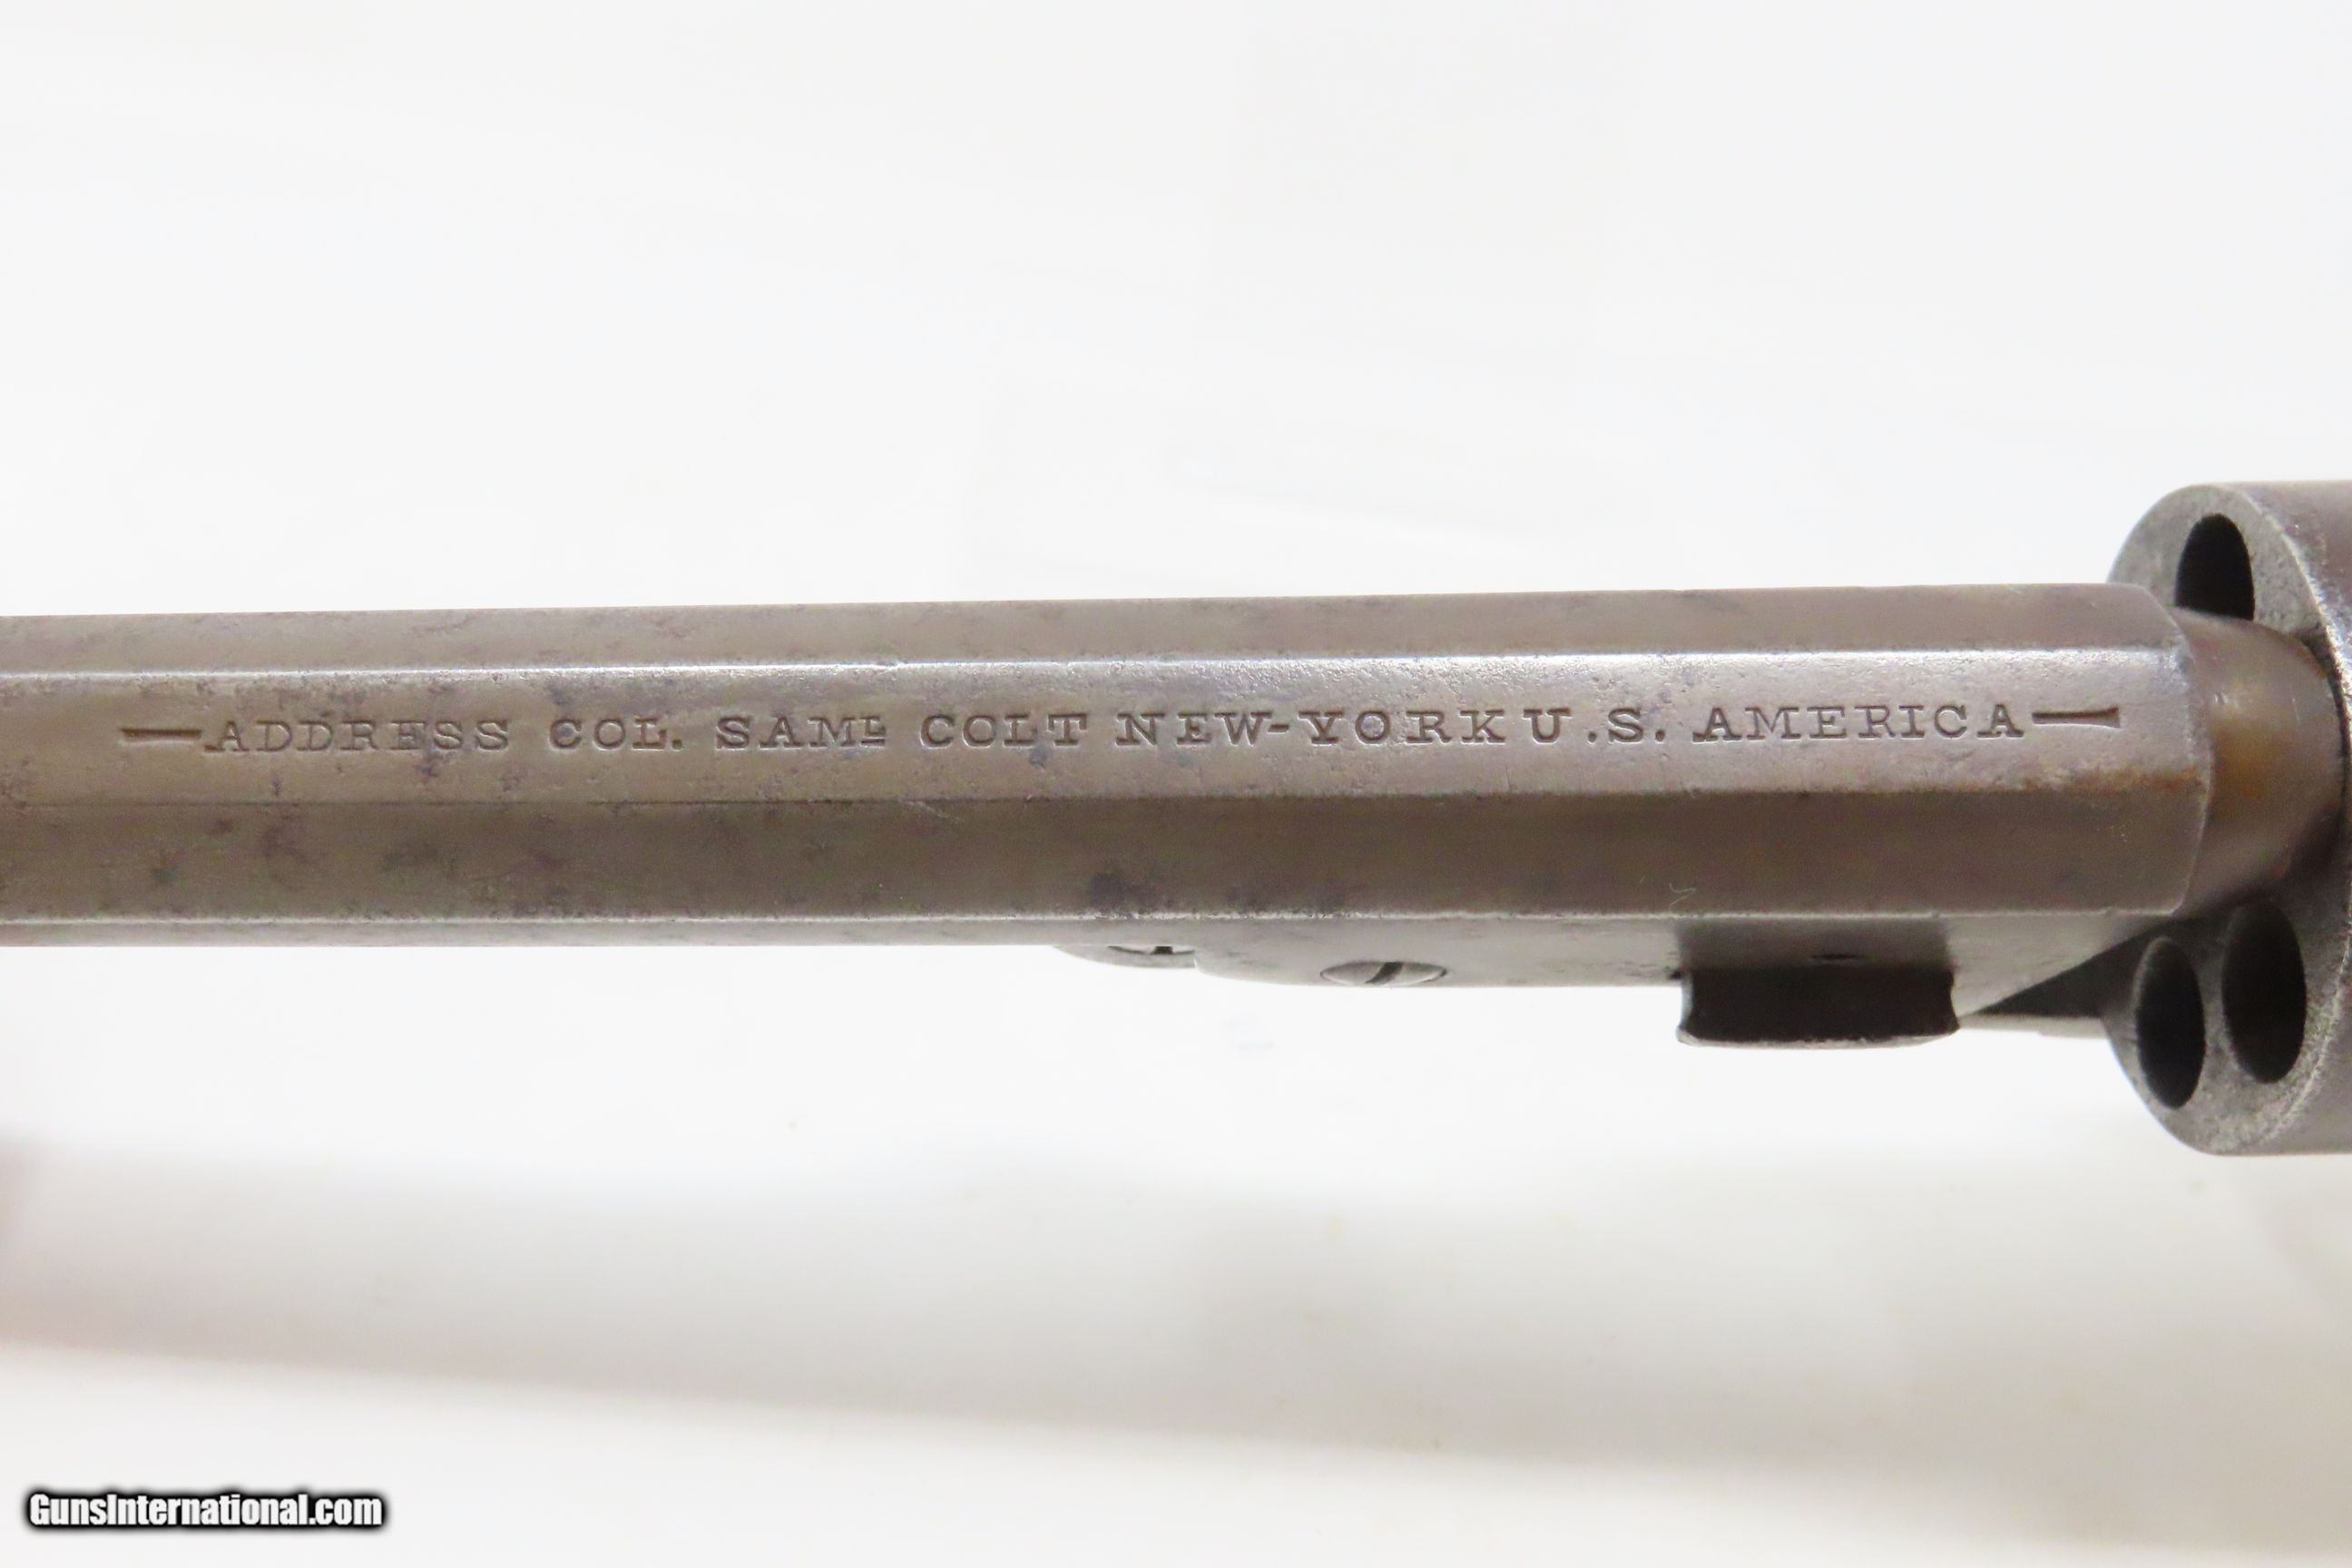 —ADDRESS COL. SAMᴸ COLT NEW-YORK U.S. AMERICA—
GunsInternational.com